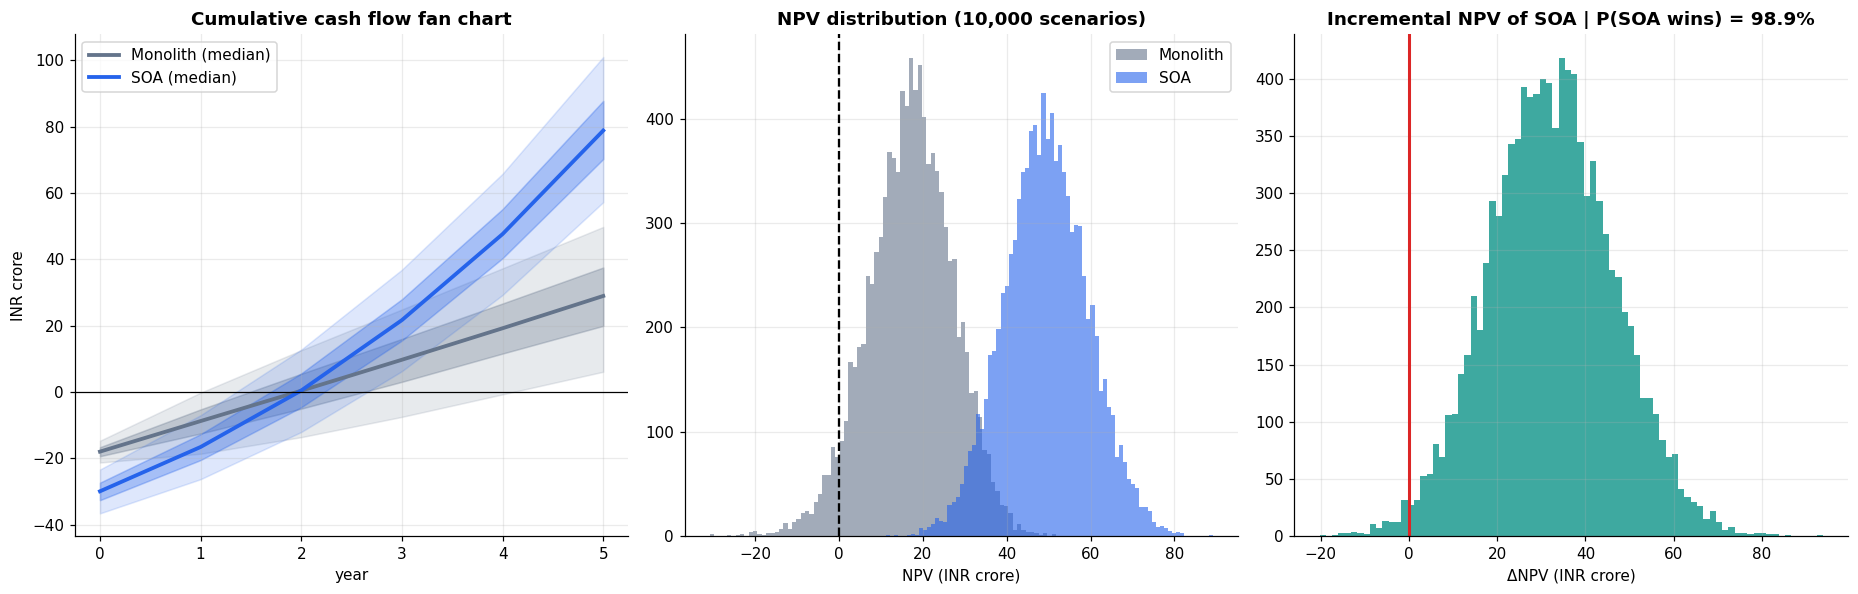 Cumulative cash flow fan chart
Monolith (median)
SOA (median)
INR crore
100
80
60
40
20
0
−20
−40
0 1 2 3 4 5
year
NPV distribution (10,000 scenarios)
Monolith
SOA
400
300
200
100
0
−20 0 20 40 60 80
NPV (INR crore)
Incremental NPV of SOA | P(SOA wins) = 98.9%
400
350
300
250
200
150
100
50
0
−20 0 20 40 60 80
ΔNPV (INR crore)